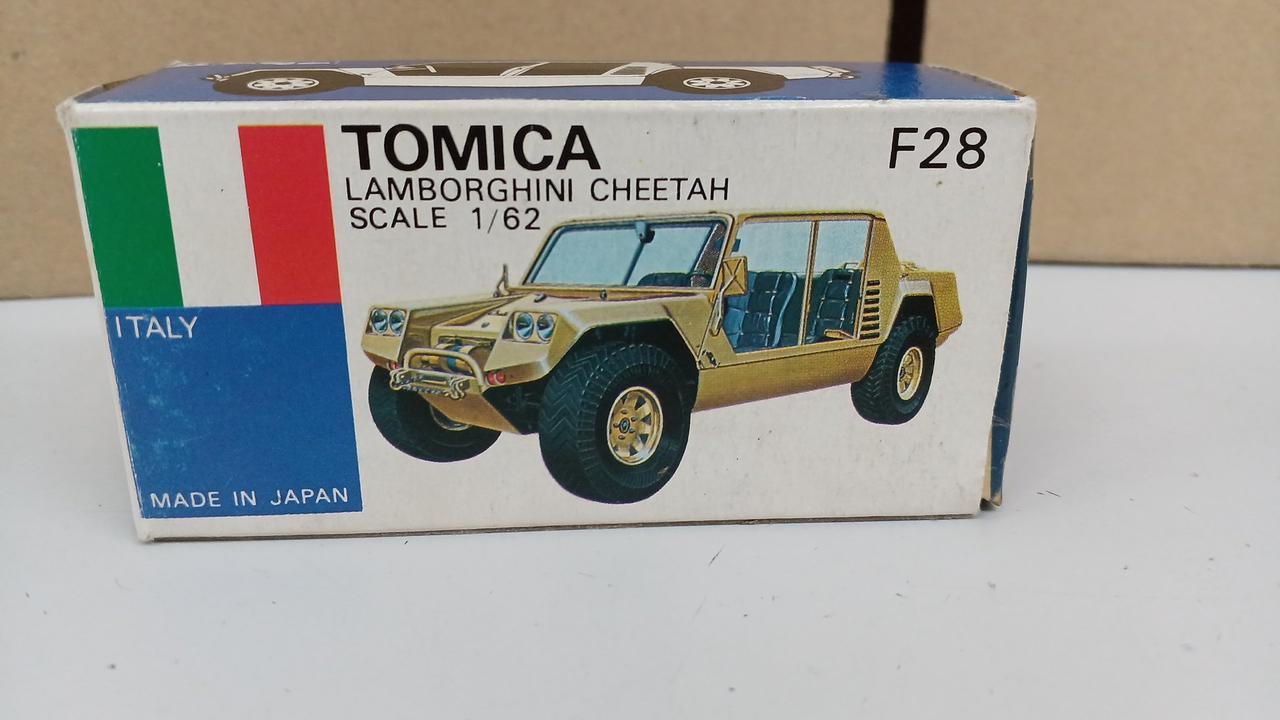 TOMICA
LAMBORGHINI CHEETAH
SCALE 1/62
F28
ITALY
MADE IN JAPAN